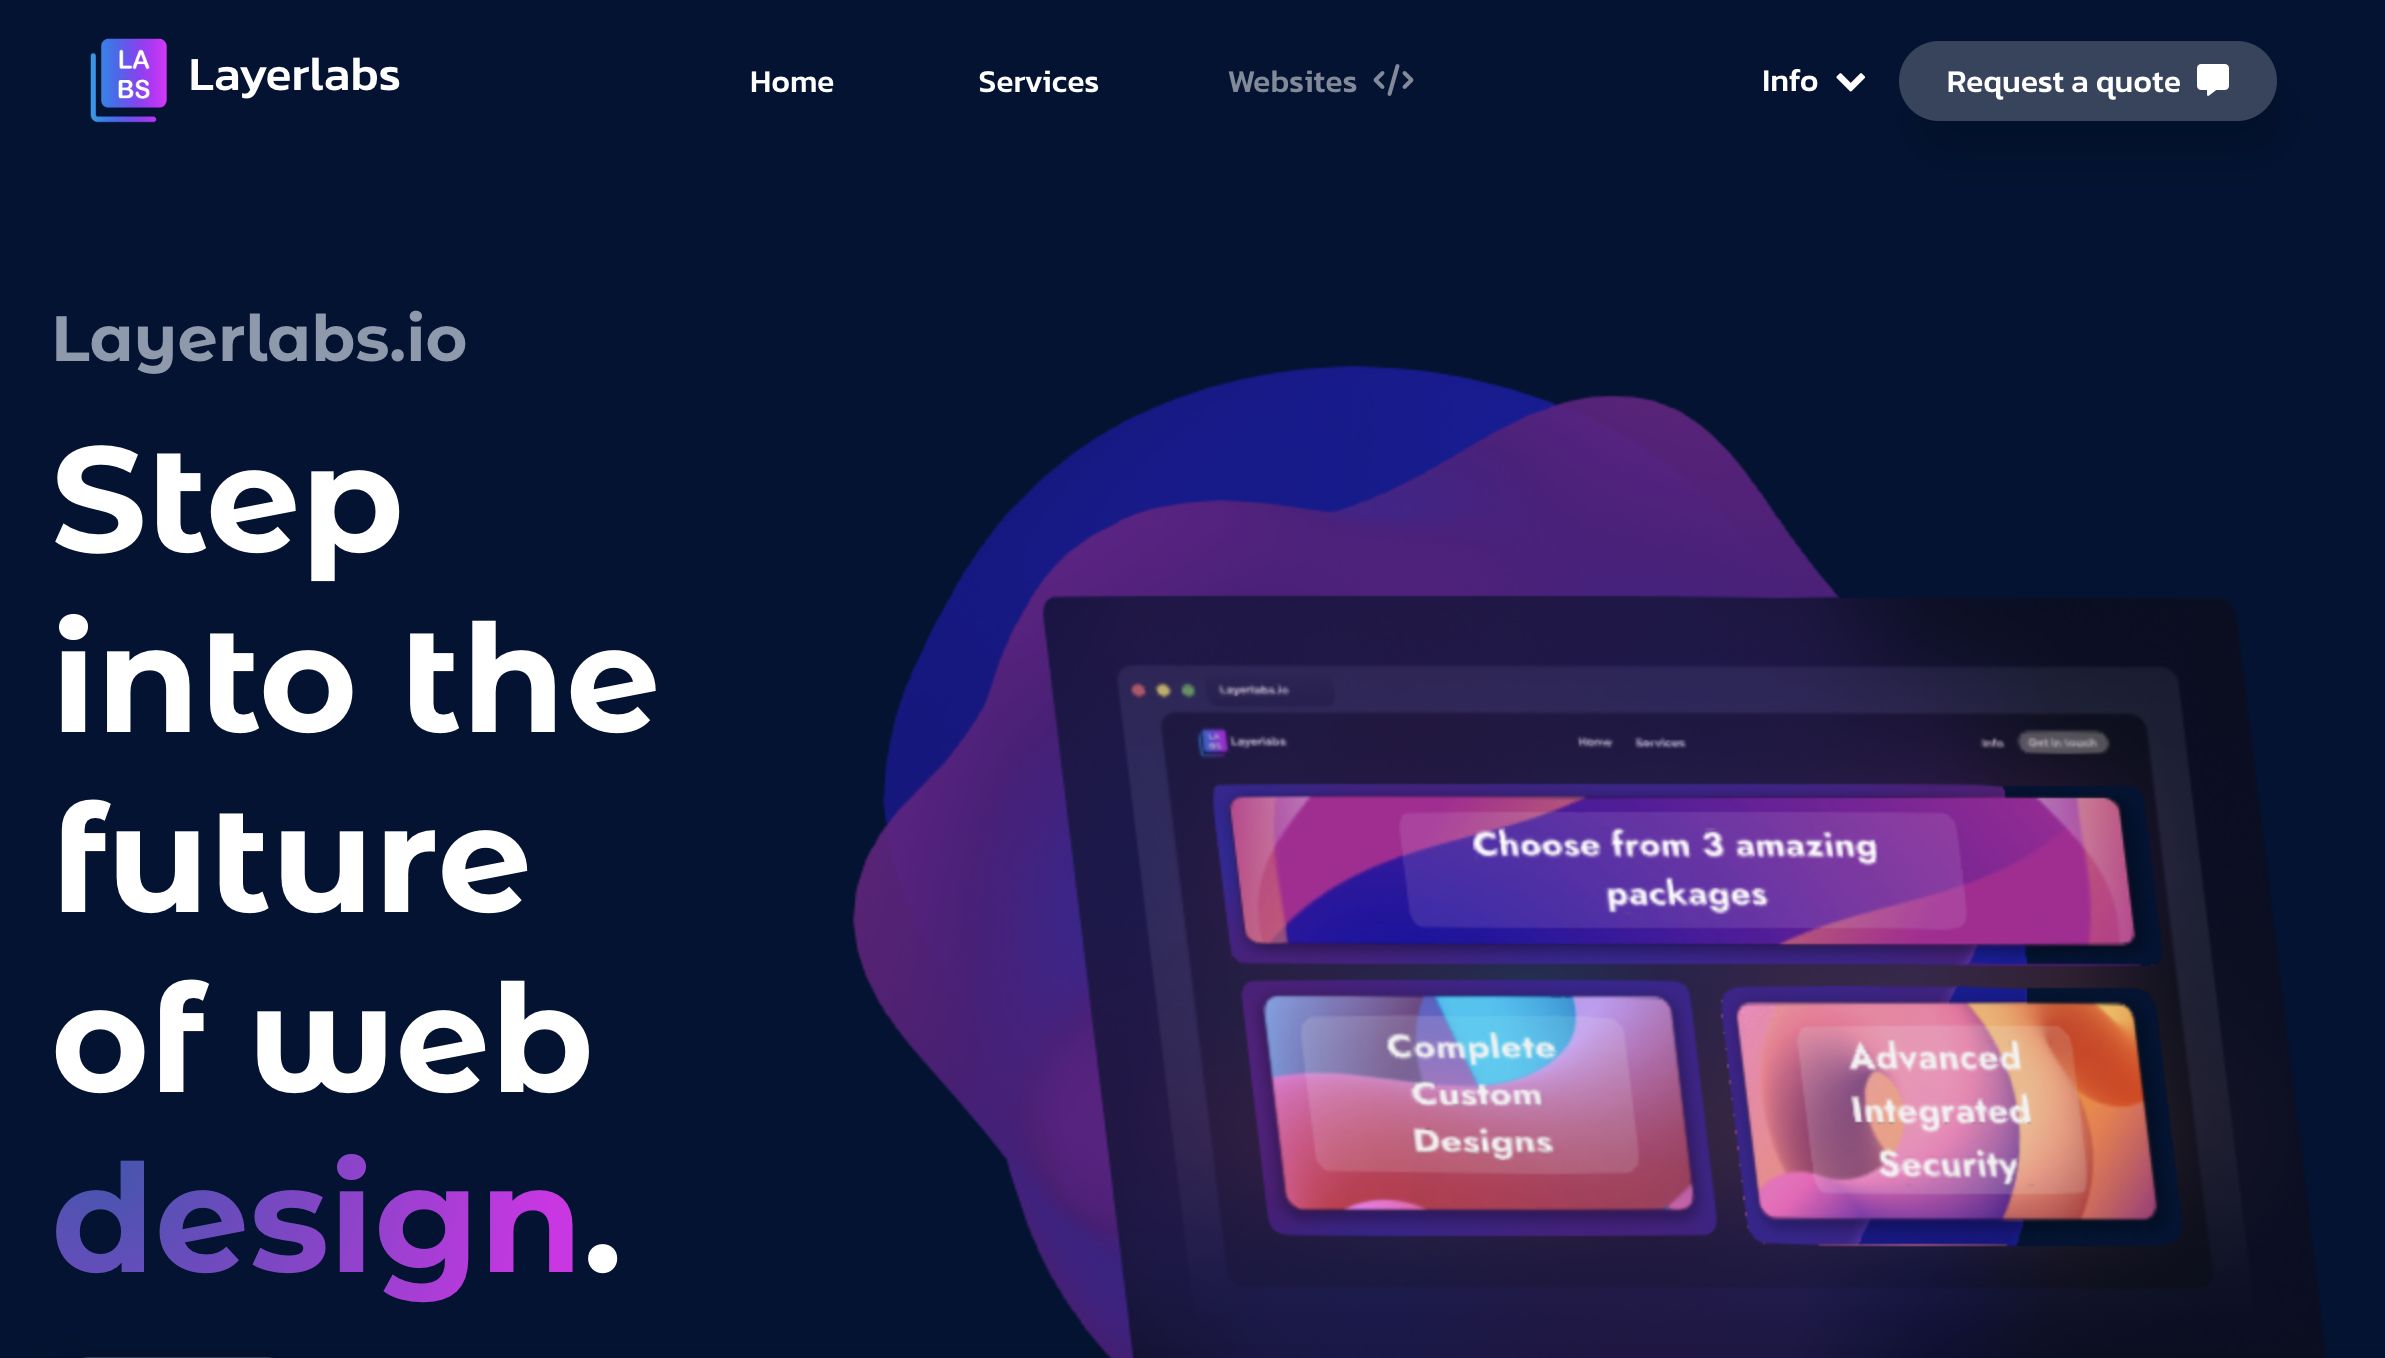 LA
BS
Layerlabs
Home
Services
Websites </>
Info
Request a quote
Layerlabs.io
Step
into the
future
of web
design.
Layerlabs.io
LA
BS
Layerlabs
Home
Services
Info
Get in touch
Choose from 3 amazing
packages
Complete
Custom
Designs
Advanced
Integrated
Security